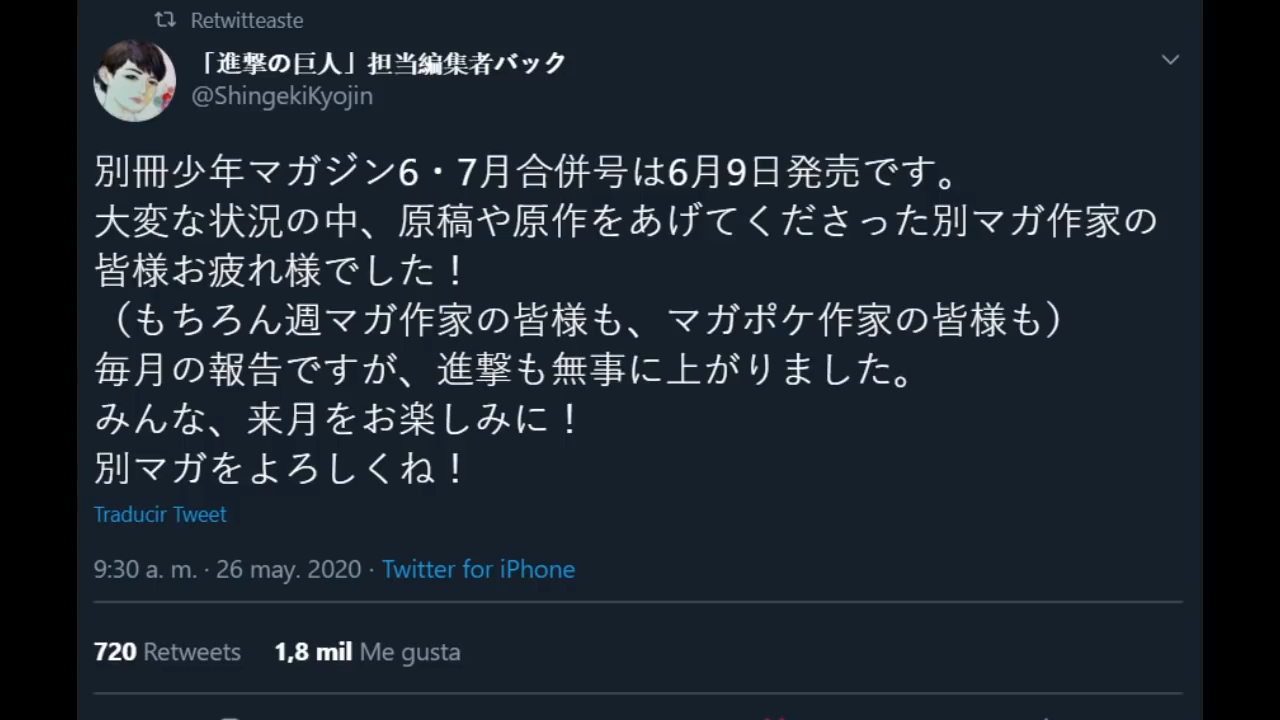 Retwitteaste
「進撃の巨人」担当編集者バック
@ShingekiKyojin
別冊少年マガジン6・7月合併号は6月9日発売です。
大変な状況の中、原稿や原作をあげてくださった別マガ作家の
皆様お疲れ様でした！
（もちろん週マガ作家の皆様も、マガポケ作家の皆様も）
毎月の報告ですが、進撃も無事に上がりました。
みんな、来月をお楽しみに！
別マガをよろしくね！
Traducir Tweet
9:30 a. m. · 26 may. 2020 · Twitter for iPhone
720 Retweets 1,8 mil Me gusta